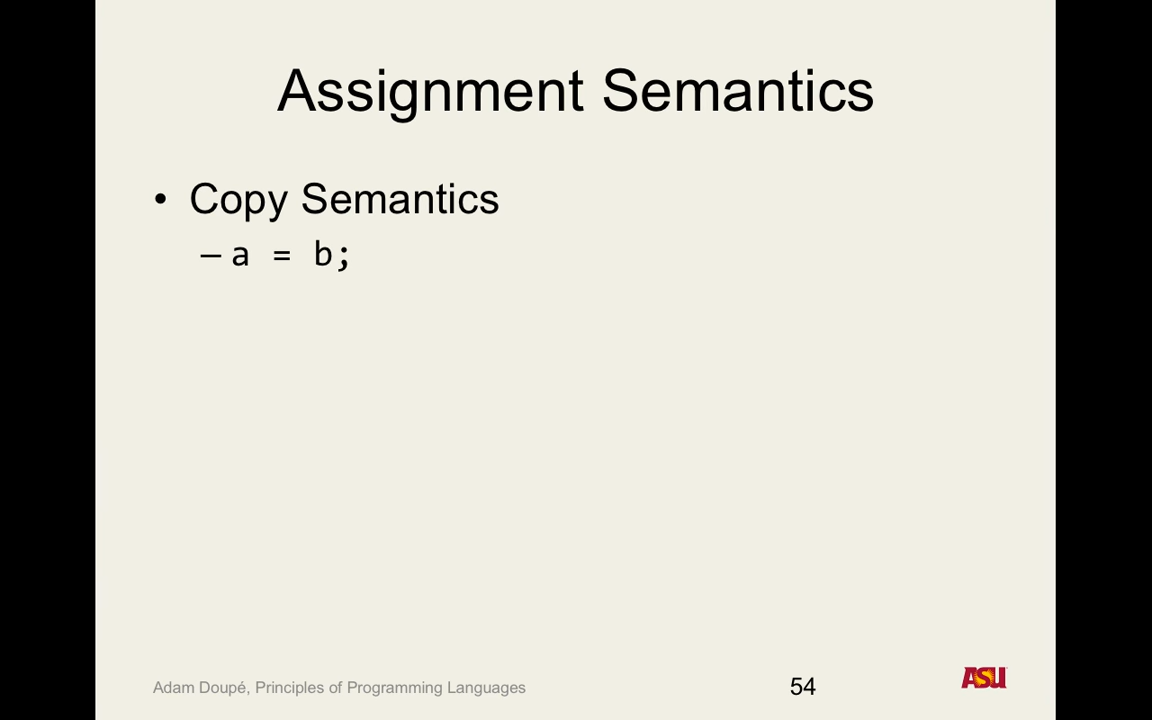 Assignment Semantics
• Copy Semantics
– a = b;
Adam Doupé, Principles of Programming Languages
54
ASU